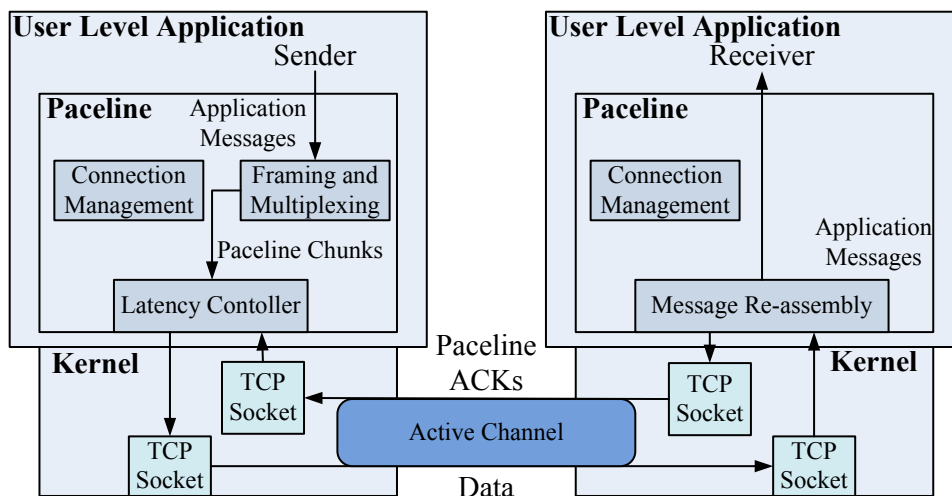 User Level Application
Sender
Paceline
Application
Messages
Connection
Management
Framing and
Multiplexing
Paceline Chunks
Latency Contoller
Kernel
TCP
Socket
TCP
Socket
Paceline
ACKs
Active Channel
Data
User Level Application
Receiver
Paceline
Connection
Management
Application
Messages
Message Re-assembly
Kernel
TCP
Socket
TCP
Socket